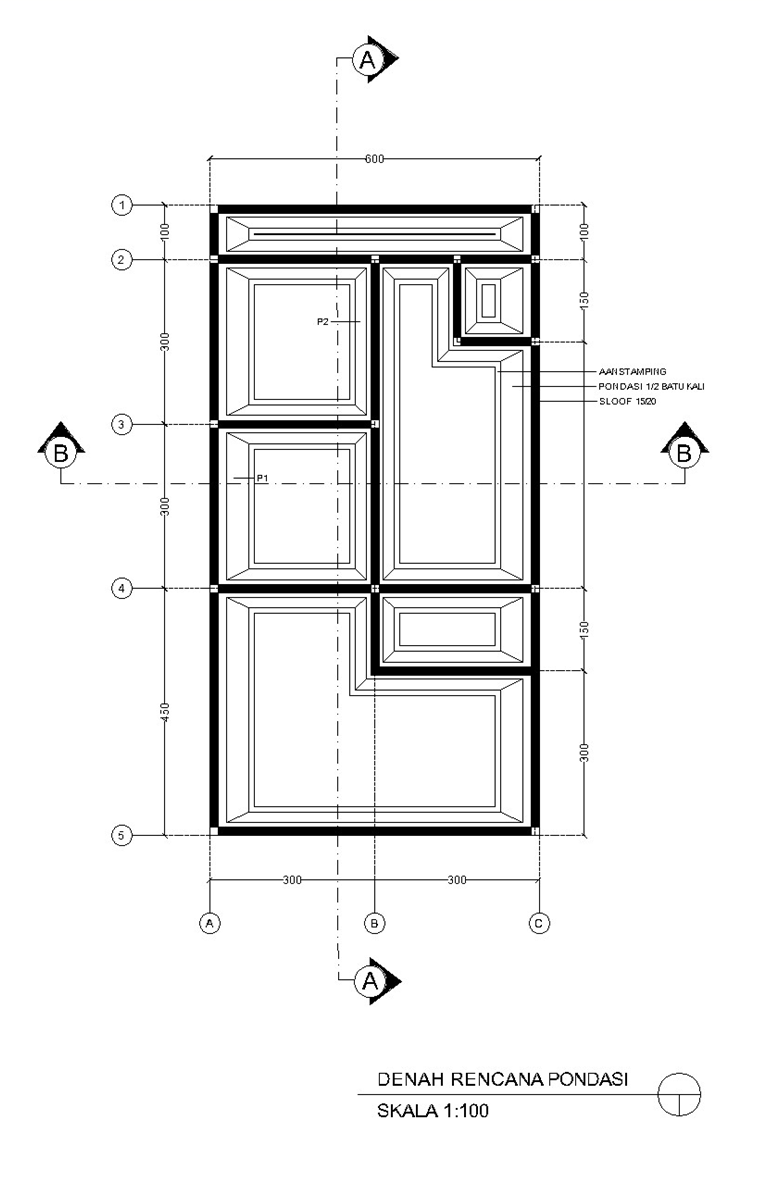 A
600
1
100
100
2
150
P2
300
AANSTAMPING
PONDASI 1/2 BATU KALI
SLOOF 15/20
3
B
B
P1
300
4
150
450
300
5
300
300
A
B
C
A
DENAH RENCANA PONDASI
SKALA 1:100